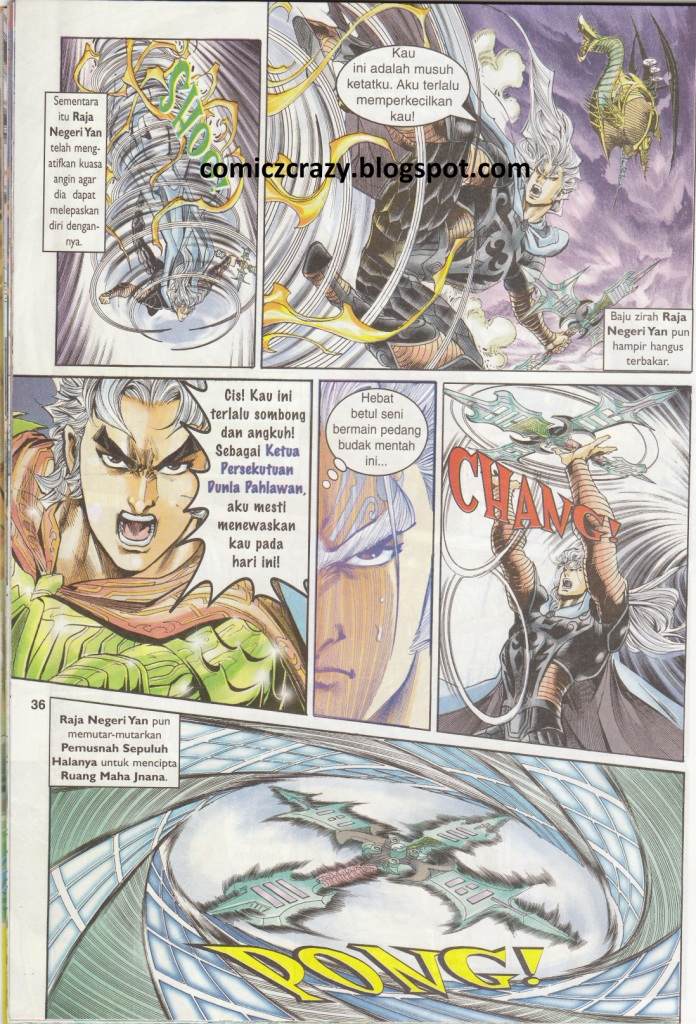 Sementara
itu Raja
Negeri Yan
telah meng-
atifkan kuasa
angin agar
dia dapat
melepaskan
diri dengan-
nya.
Kau
ini adalah musuh
ketatku. Aku terlalu
memperkecilkan
kau!
comiczcrazy.blogspot.com
Baju zirah Raja
Negeri Yan pun
hampir hangus
terbakar.
Cis! Kau ini
terlalu sombong
dan angkuh!
Sebagai Ketua
Persekutuan
Dunia Pahlawan,
aku mesti
menewaskan
kau pada
hari ini!
Hebat
betul seni
bermain pedang
budak mentah
ini...
CHANG!
36
Raja Negeri Yan pun
memutar-mutarkan
Pemusnah Sepuluh
Halanya untuk mencipta
Ruang Maha Jnana.
PONG!